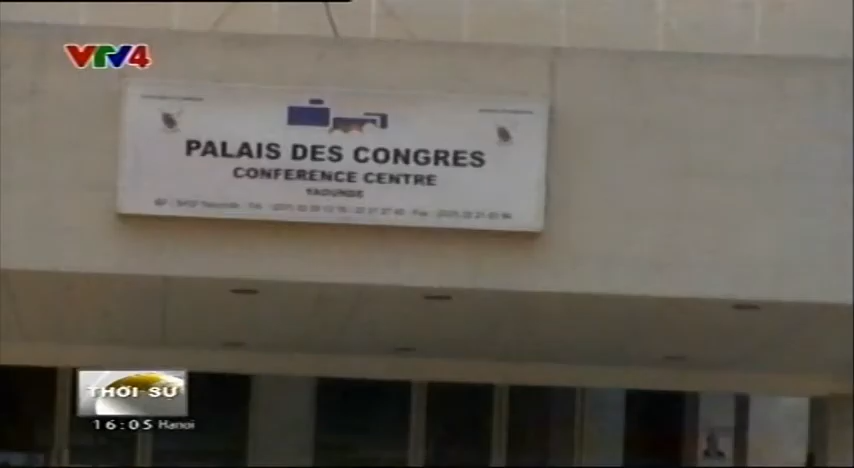 VTV4
PALAIS DES CONGRES
CONFERENCE CENTRE
YAOUNDE
THỜI SỰ
16:05 Hanoi